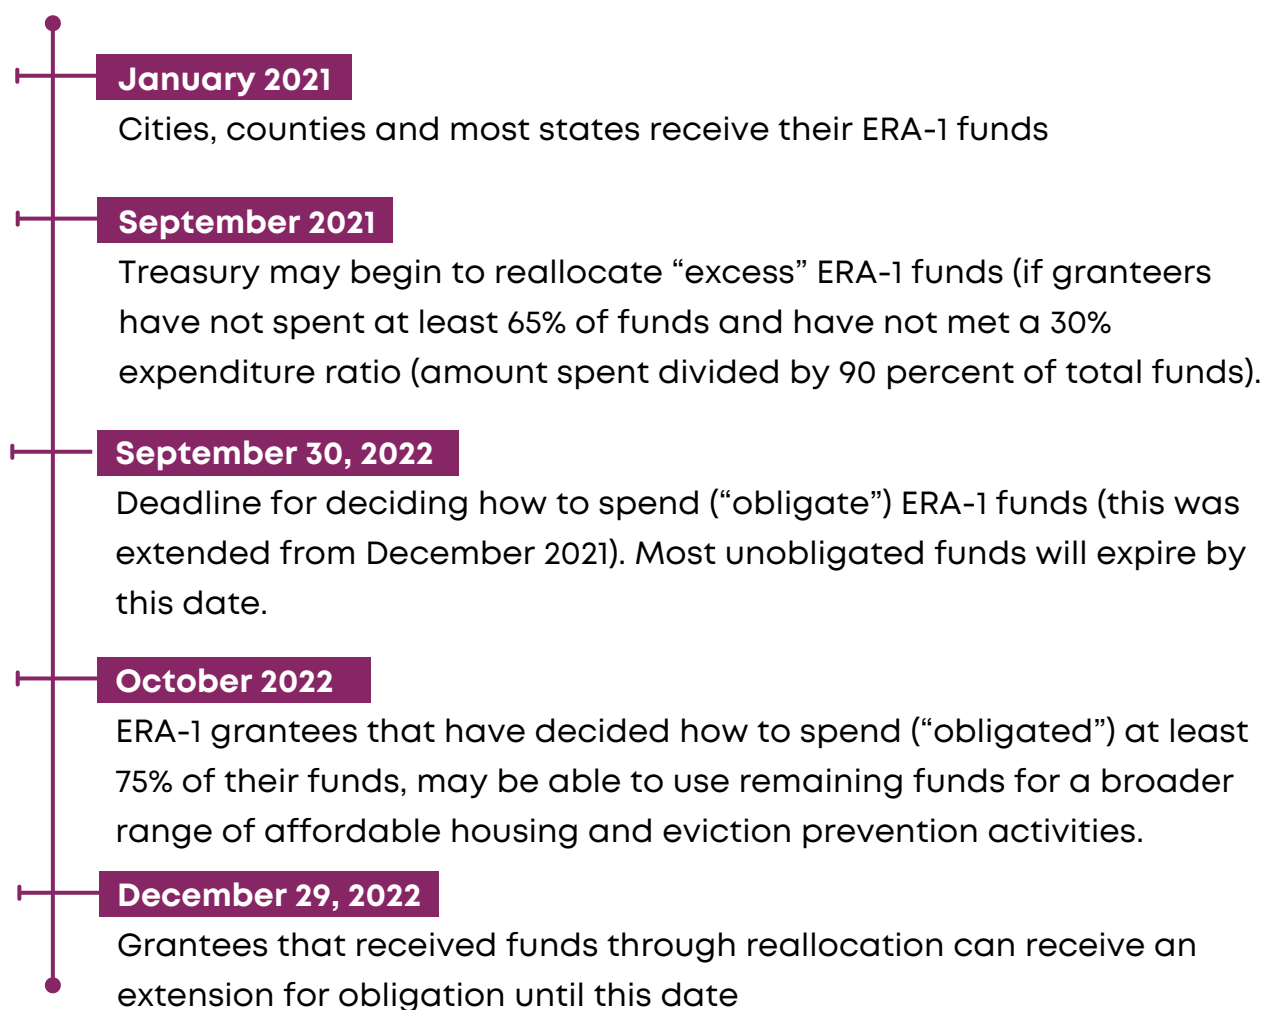 January 2021
Cities, counties and most states receive their ERA-1 funds
September 2021
Treasury may begin to reallocate “excess” ERA-1 funds (if granteers
have not spent at least 65% of funds and have not met a 30%
expenditure ratio (amount spent divided by 90 percent of total funds).
September 30, 2022
Deadline for deciding how to spend (“obligate”) ERA-1 funds (this was
extended from December 2021). Most unobligated funds will expire by
this date.
October 2022
ERA-1 grantees that have decided how to spend (“obligated”) at least
75% of their funds, may be able to use remaining funds for a broader
range of affordable housing and eviction prevention activities.
December 29, 2022
Grantees that received funds through reallocation can receive an
extension for obligation until this date